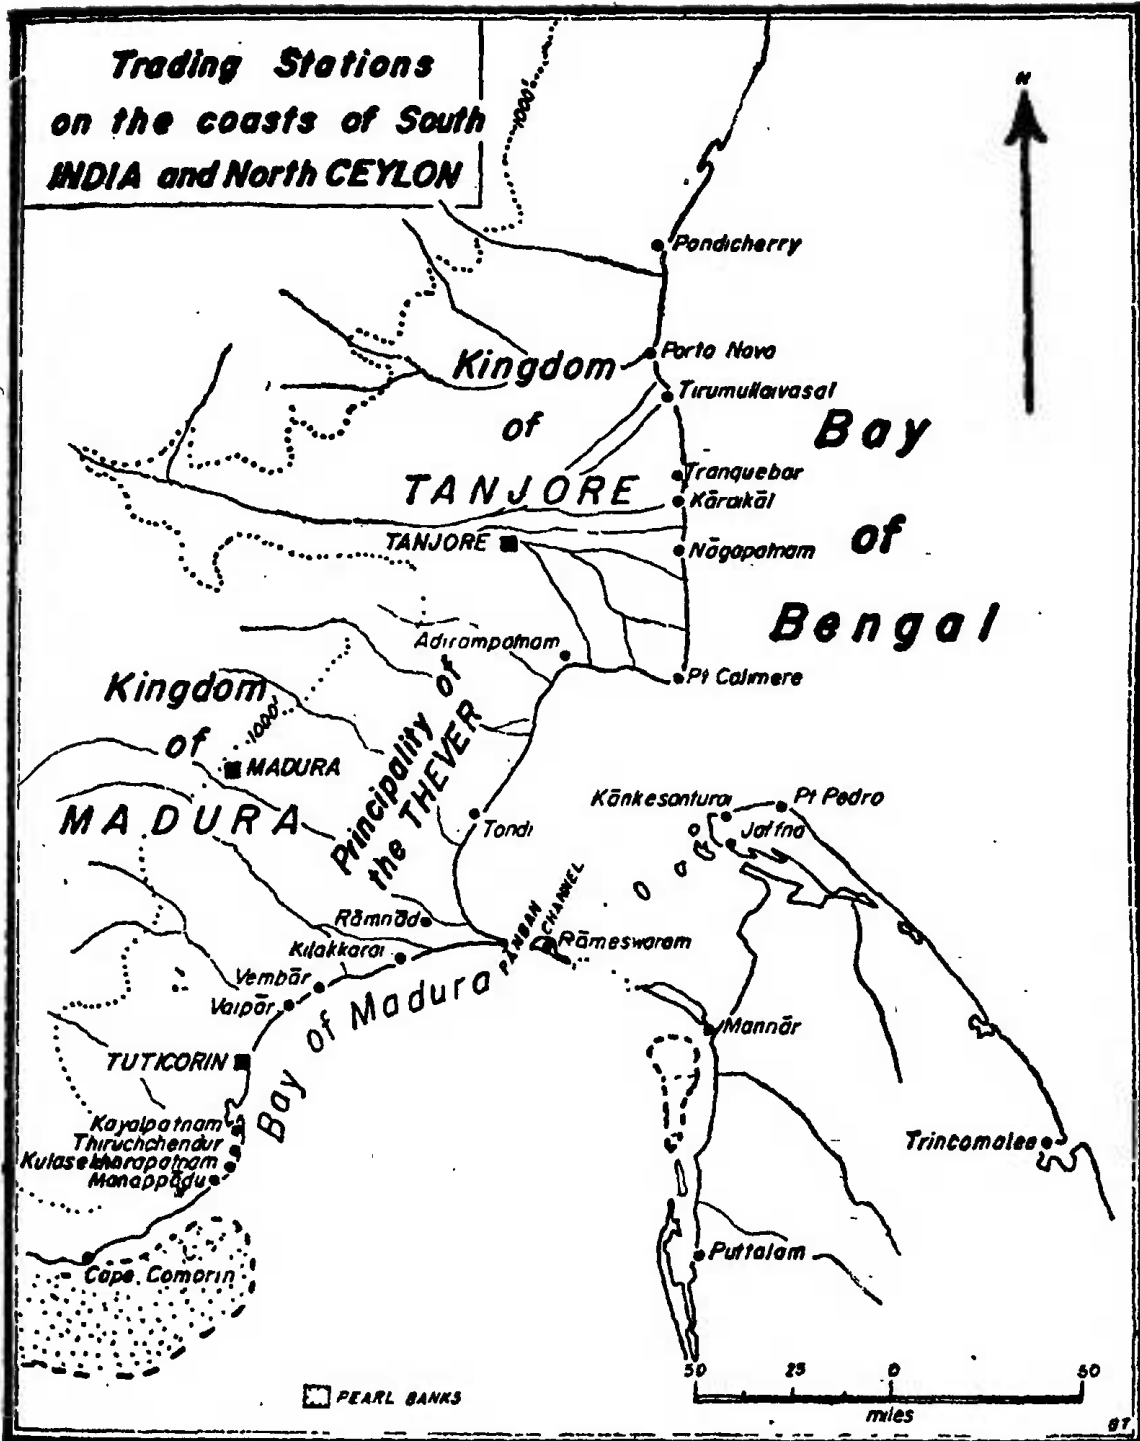 Trading Stations
on the coasts of South
INDIA and North CEYLON
N
1000'
Pondicherry
Porto Novo
Kingdom
of
TANJORE
Tirumullaivasal
Bay
of
Bengal
Tranquebar
Kāraikāl
TANJORE
Nāgapatnam
Adirampatnam
Pt Calimere
Kingdom
of
MADURA
1000'
MADURA
Principality of
the THEVER
Kānkesanturai
Pt Pedro
Jaffna
Tondi
Rāmnād
PĀMBAN
CHANNEL
Rāmeswaram
Kilakkarai
Vembār
Vaipār
Bay of Madura
Mannār
TUTICORIN
Kayalpatnam
Thiruchchendur
Kulasekharapatnam
Manappādu
Trincomalee
Cape Comorin
Puttalam
PEARL BANKS
50 25 0 50
miles